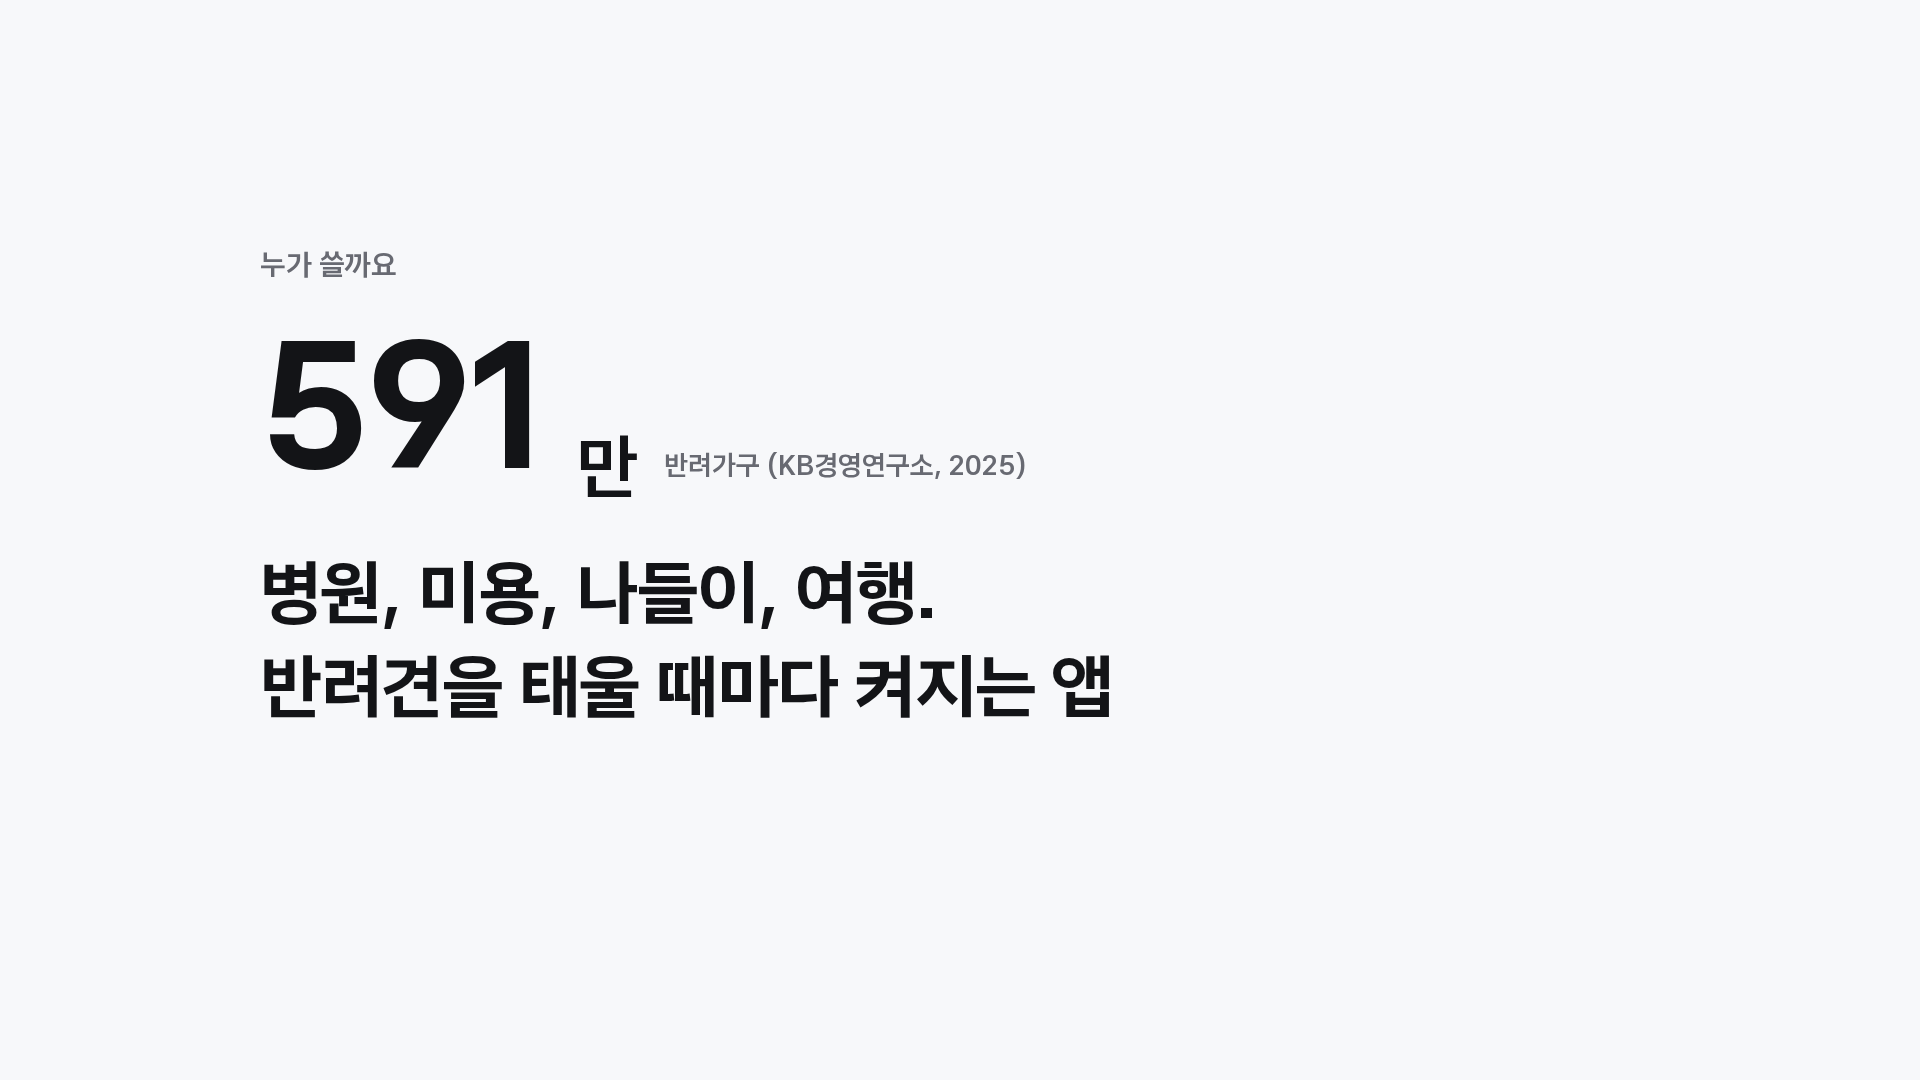 누가 쓸까요
591 만 반려가구 (KB경영연구소, 2025)
병원, 미용, 나들이, 여행.
반려견을 태울 때마다 켜지는 앱